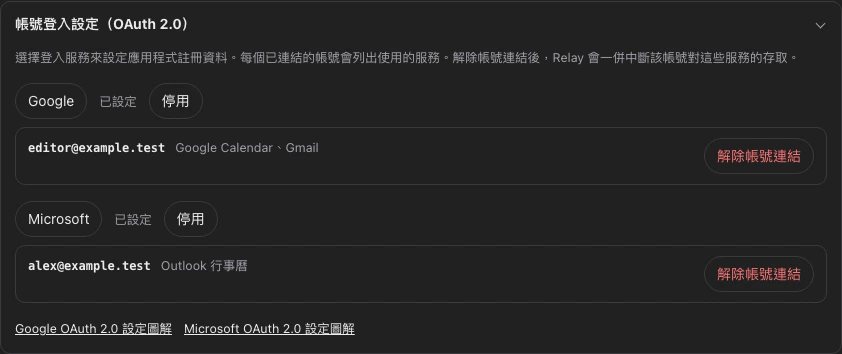 帳號登入設定（OAuth 2.0）
選擇登入服務來設定應用程式註冊資料。每個已連結的帳號會列出使用的服務。解除帳號連結後，Relay 會一併中斷該帳號對這些服務的存取。
Google 已設定 停用
editor@example.test Google Calendar、Gmail 解除帳號連結
Microsoft 已設定 停用
alex@example.test Outlook 行事曆 解除帳號連結
Google OAuth 2.0 設定圖解 Microsoft OAuth 2.0 設定圖解